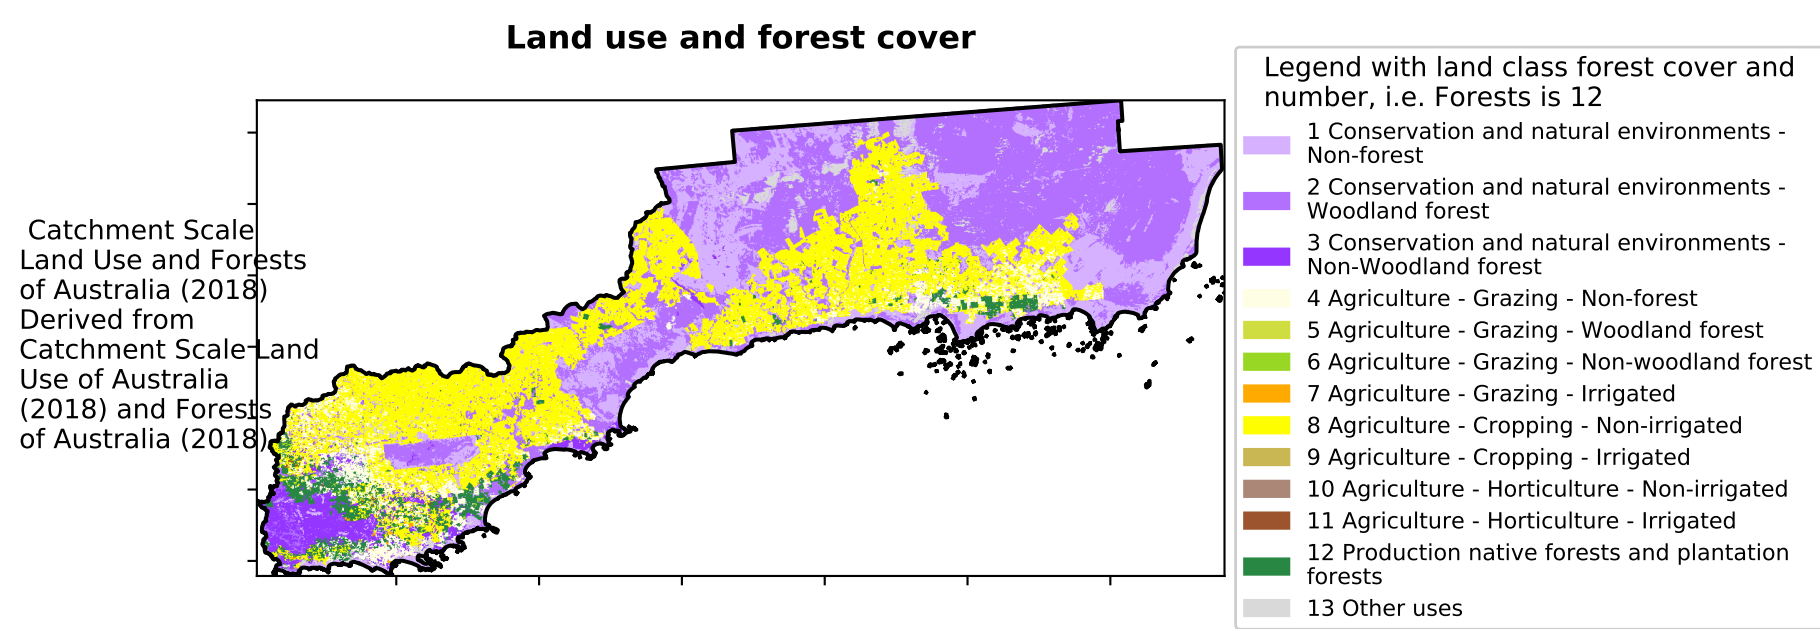 Land use and forest cover
Catchment Scale
Land Use and Forests
of Australia (2018)
Derived from
Catchment Scale Land
Use of Australia
(2018) and Forests
of Australia (2018)
Legend with land class forest cover and
number, i.e. Forests is 12
1 Conservation and natural environments -
Non-forest
2 Conservation and natural environments -
Woodland forest
3 Conservation and natural environments -
Non-Woodland forest
4 Agriculture - Grazing - Non-forest
5 Agriculture - Grazing - Woodland forest
6 Agriculture - Grazing - Non-woodland forest
7 Agriculture - Grazing - Irrigated
8 Agriculture - Cropping - Non-irrigated
9 Agriculture - Cropping - Irrigated
10 Agriculture - Horticulture - Non-irrigated
11 Agriculture - Horticulture - Irrigated
12 Production native forests and plantation
forests
13 Other uses